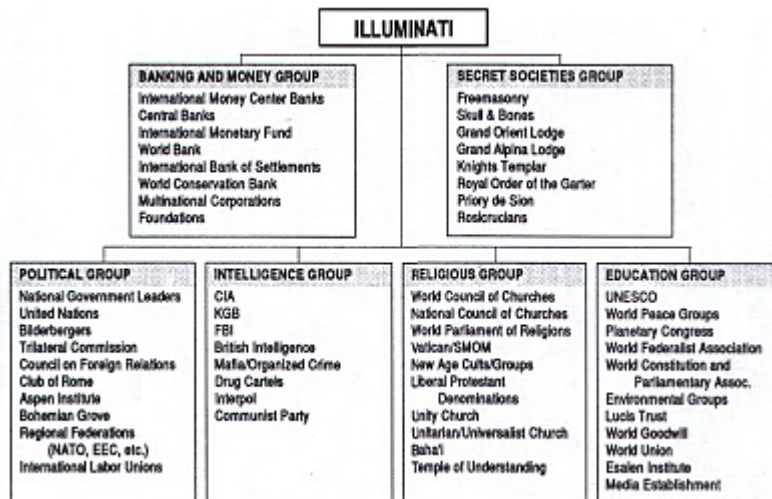 ILLUMINATI
BANKING AND MONEY GROUP
International Money Center Banks
Central Banks
International Monetary Fund
World Bank
International Bank of Settlements
World Conservation Bank
Multinational Corporations
Foundations
SECRET SOCIETIES GROUP
Freemasonry
Skull & Bones
Grand Orient Lodge
Grand Alpina Lodge
Knights Templar
Royal Order of the Garter
Priory de Sion
Rosicrucians
POLITICAL GROUP
National Government Leaders
United Nations
Bilderbergers
Trilateral Commission
Council on Foreign Relations
Club of Rome
Aspen Institute
Bohemian Grove
Regional Federations
(NATO, EEC, etc.)
International Labor Unions
INTELLIGENCE GROUP
CIA
KGB
FBI
British Intelligence
Mafia/Organized Crime
Drug Cartels
Interpol
Communist Party
RELIGIOUS GROUP
World Council of Churches
National Council of Churches
World Parliament of Religions
Vatican/SMOM
New Age Cults/Groups
Liberal Protestant
Denominations
Unity Church
Unitarian/Universalist Church
Baha'i
Temple of Understanding
EDUCATION GROUP
UNESCO
World Peace Groups
Planetary Congress
World Federalist Association
World Constitution and
Parliamentary Assoc.
Environmental Groups
Lucis Trust
World Goodwill
World Union
Esalen Institute
Media Establishment